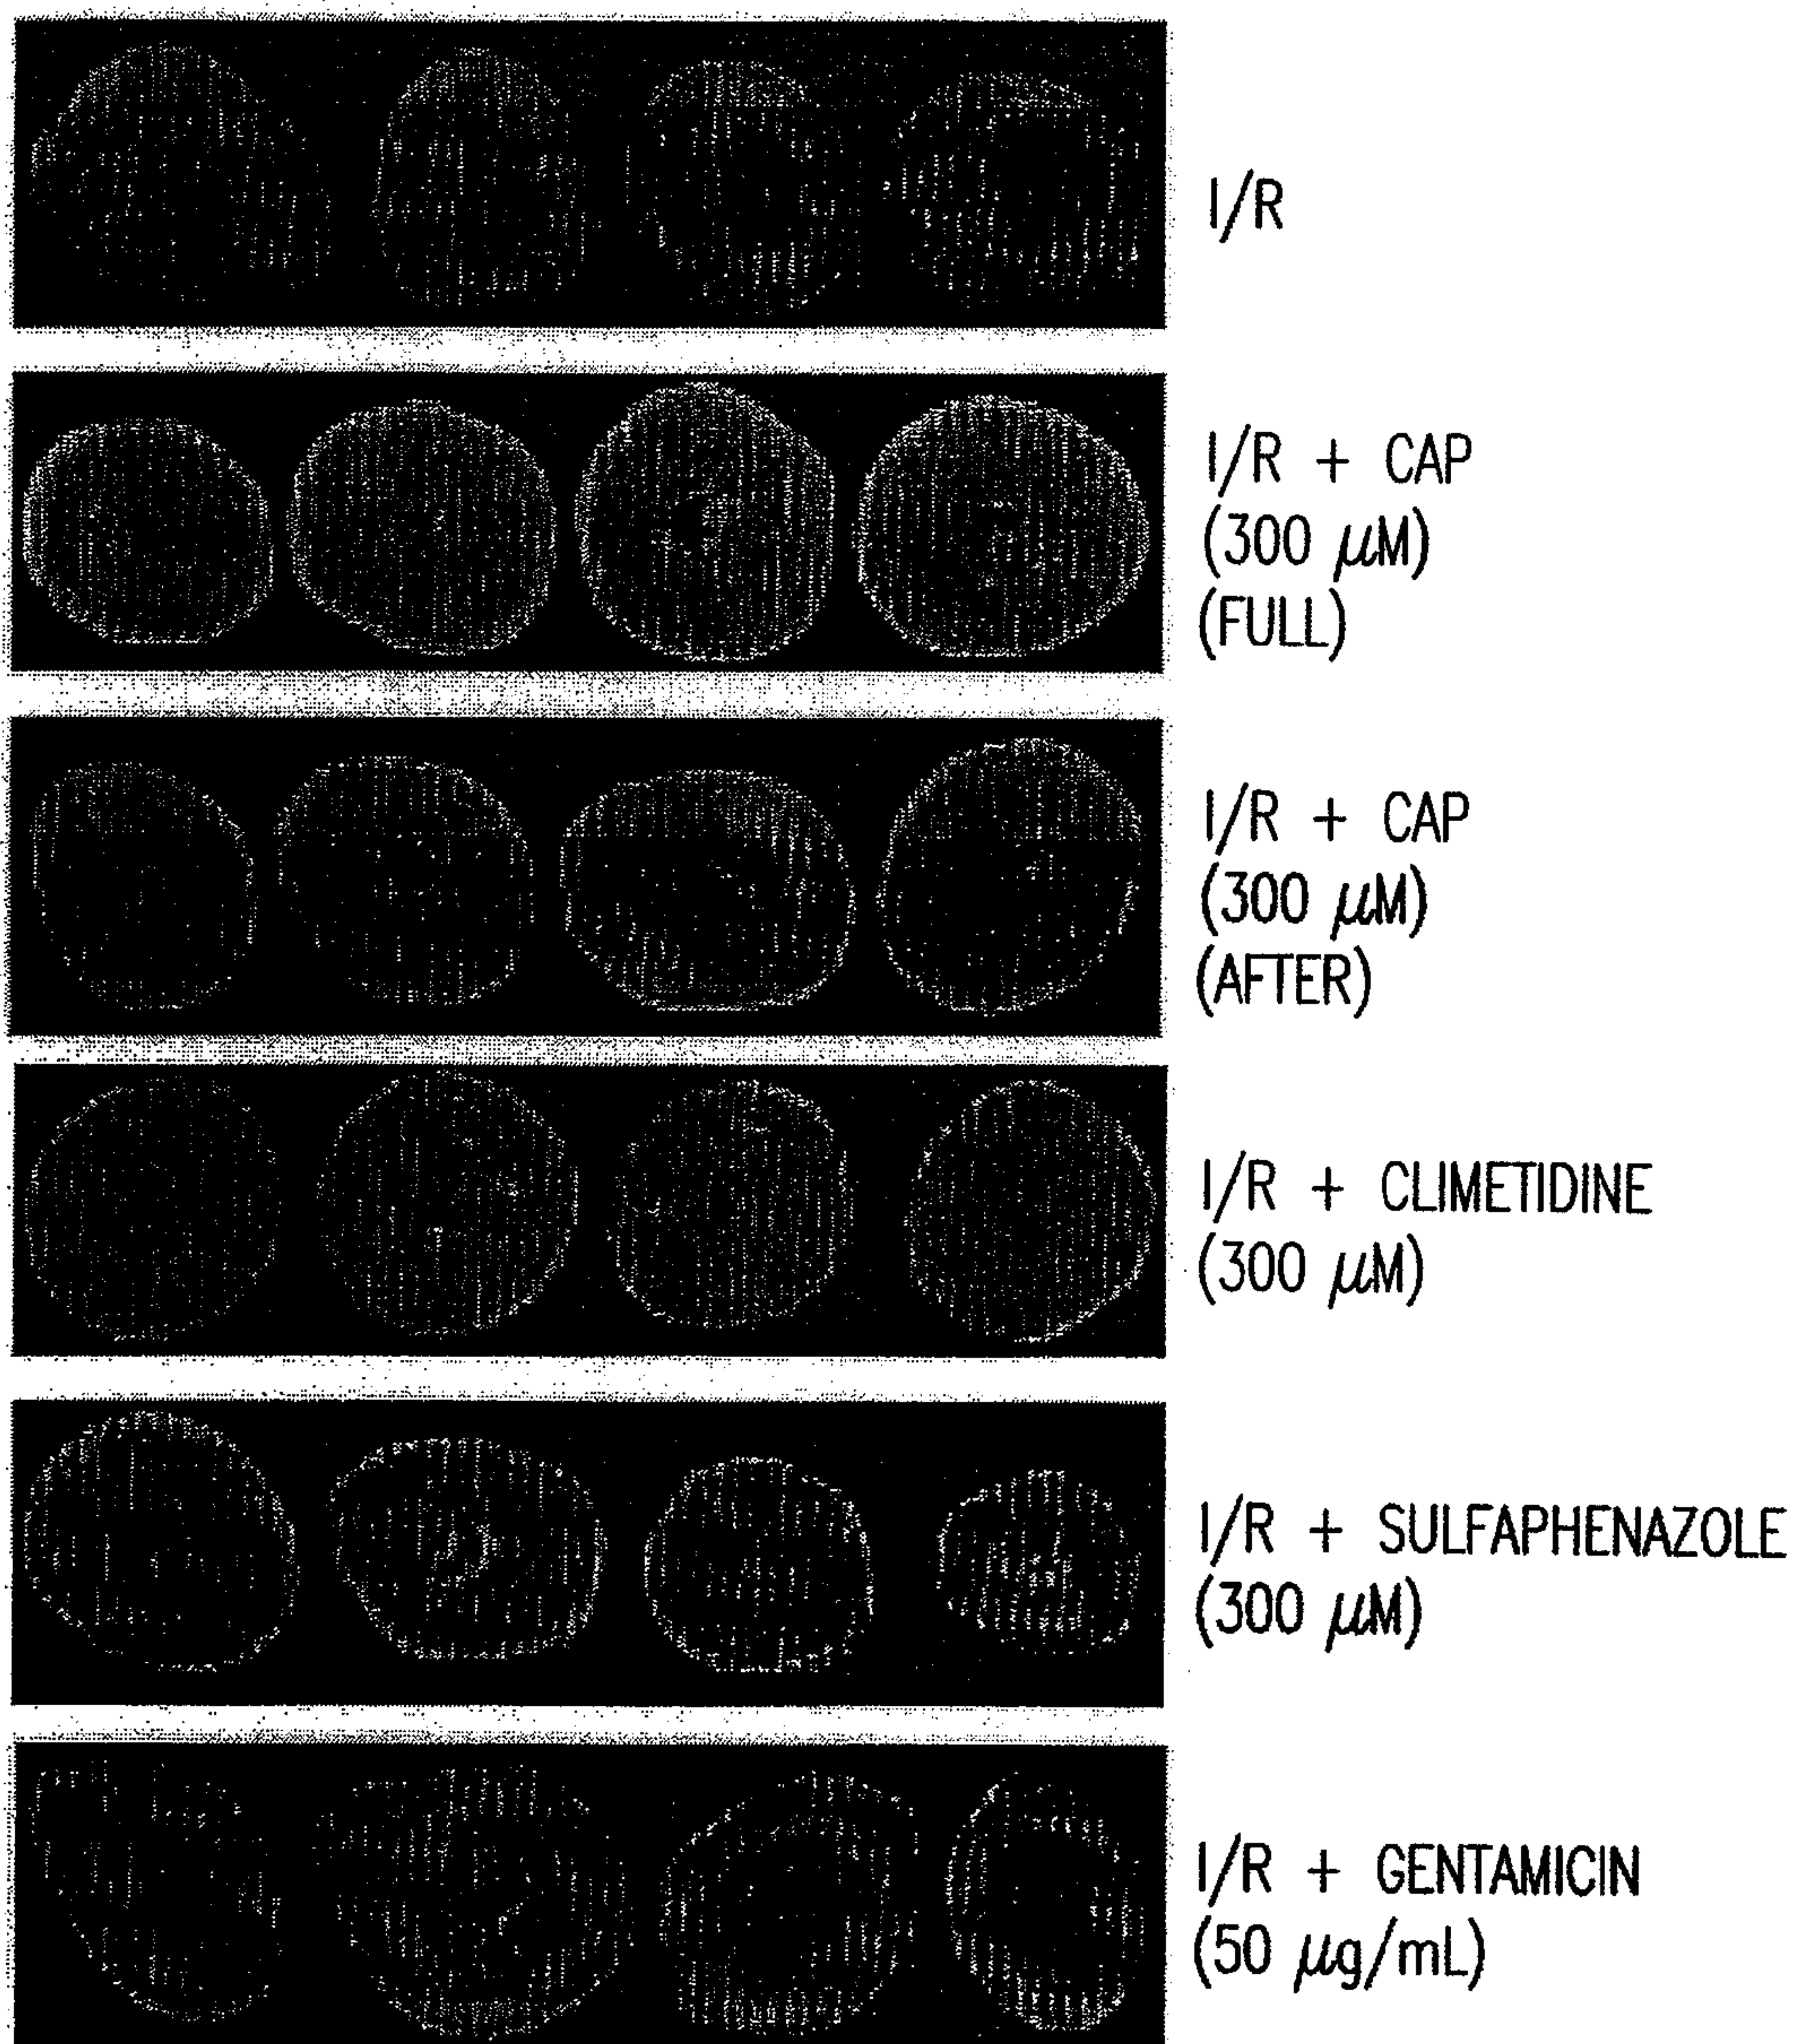 I/R
I/R + CAP
(300 μM)
(FULL)
I/R + CAP
(300 μM)
(AFTER)
I/R + CLIMETIDINE
(300 μM)
I/R + SULFAPHENAZOLE
(300 μM)
I/R + GENTAMICIN
(50 μg/mL)